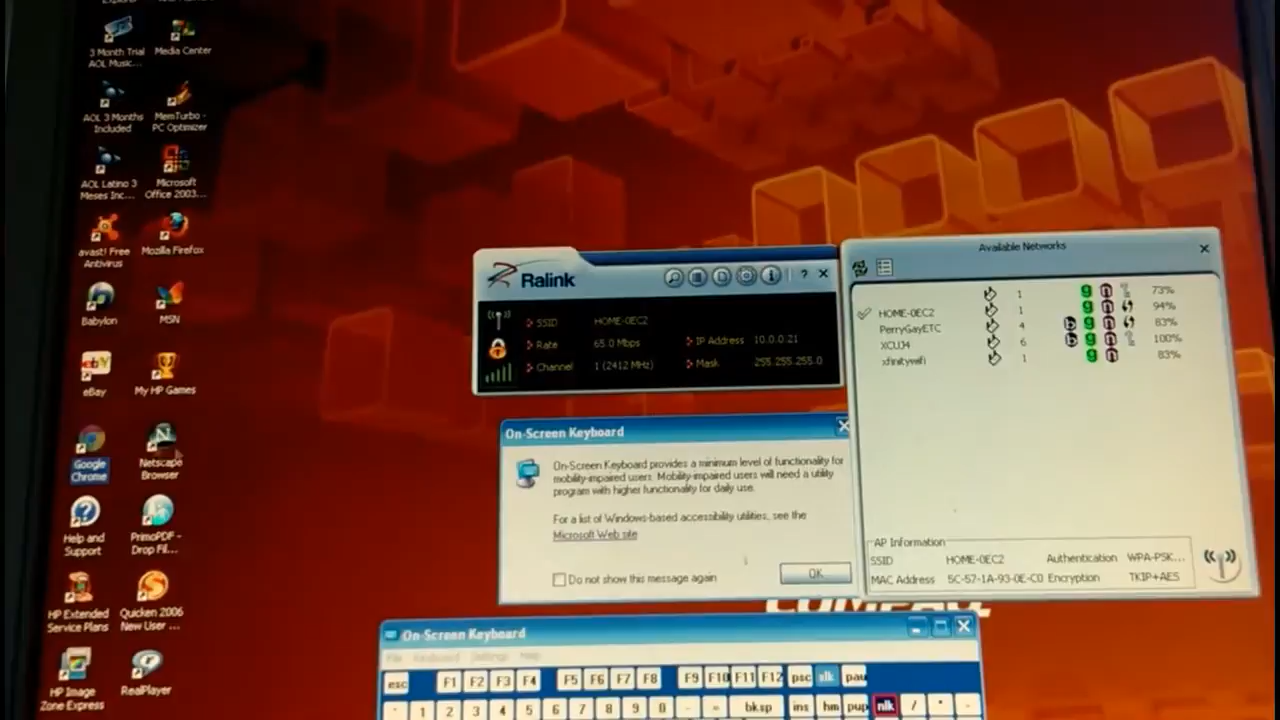 3 Month Trial
AOL Music...
Media Center
AOL 3 Months
Included
MemTurbo -
PC Optimizer
AOL Latino 3
Meses Inc...
Microsoft
Office 2003...
avast! Free
Antivirus
Mozilla Firefox
Babylon
MSN
eBay
My HP Games
Google
Chrome
Netscape
Browser
Help and
Support
PrimoPDF -
Drop Fil...
HP Extended
Service Plans
Quicken 2006
New User ...
HP Image
Zone Express
RealPlayer
Ralink
SSID HOME-0EC2
Rate 65.0 Mbps IP Address 10.0.0.21
Channel 1 (2412 MHz) Mask 255.255.255.0
Available Networks
1 73%
HOME-0EC2 1 94%
PerryGayETC 4 83%
XCUJ4 6 100%
xfinitywifi 1 83%
AP Information
SSID HOME-0EC2 Authentication WPA-PSK...
MAC Address 5C-57-1A-93-0E-C0 Encryption TKIP+AES
On-Screen Keyboard
On-Screen Keyboard provides a minimum level of functionality for
mobility-impaired users. Mobility-impaired users will need a utility
program with higher functionality for daily use.
For a list of Windows-based accessibility utilities, see the
Microsoft Web site
Do not show this message again
OK
COMPAQ
On-Screen Keyboard
File Keyboard Settings Help
esc F1 F2 F3 F4 F5 F6 F7 F8 F9 F10 F11 F12 psc slk pau
` 1 2 3 4 5 6 7 8 9 0 - = bksp ins hm pup nlk / * -